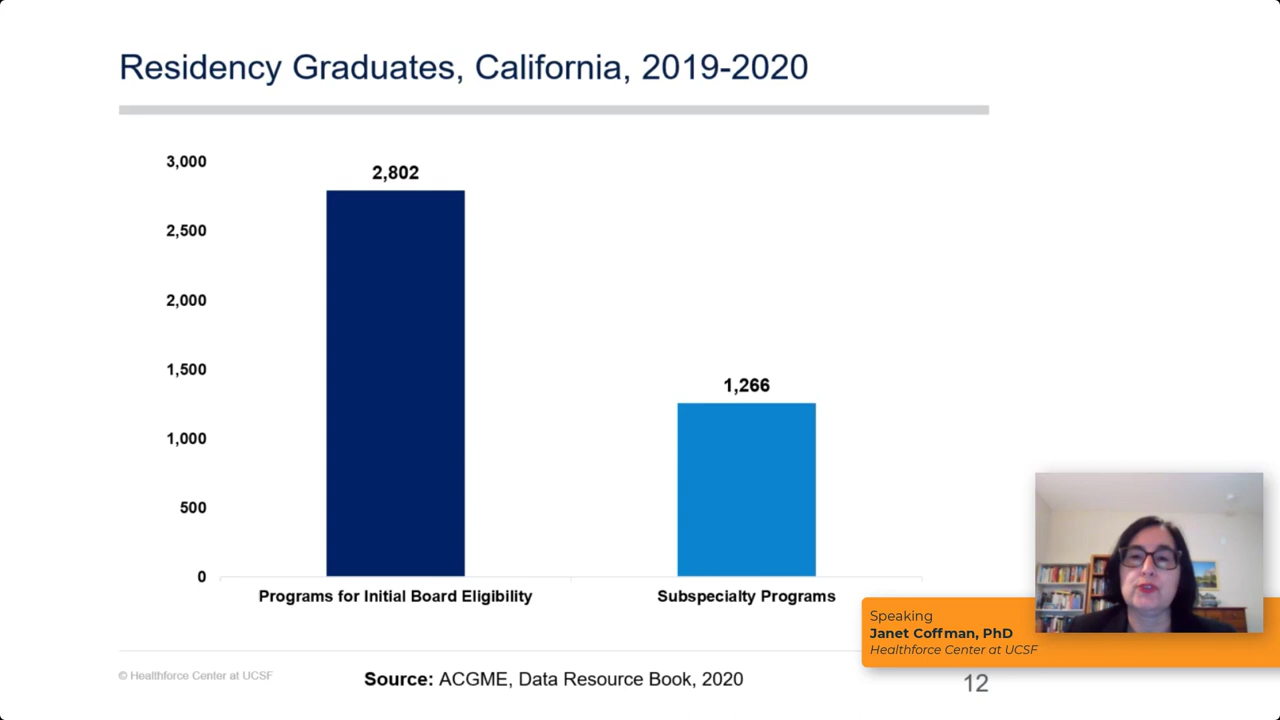 Residency Graduates, California, 2019-2020
3,000
2,802
2,500
2,000
1,500
1,266
1,000
500
0
Programs for Initial Board Eligibility
Subspecialty Programs
Speaking
Janet Coffman, PhD
Healthforce Center at UCSF
© Healthforce Center at UCSF
Source: ACGME, Data Resource Book, 2020
12